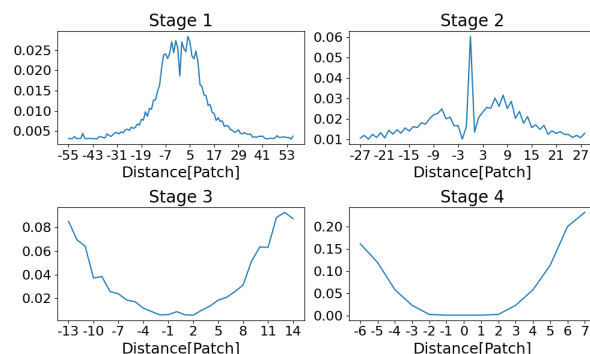 Stage 1
0.025
0.020
0.015
0.010
0.005
-55 -43 -31 -19 -7 5 17 29 41 53
Distance[Patch]
Stage 2
0.06
0.05
0.04
0.03
0.02
0.01
-27 -21 -15 -9 -3 3 9 15 21 27
Distance[Patch]
Stage 3
0.08
0.06
0.04
0.02
-13 -10 -7 -4 -1 2 5 8 11 14
Distance[Patch]
Stage 4
0.20
0.15
0.10
0.05
0.00
-6 -5 -4 -3 -2 -1 0 1 2 3 4 5 6 7
Distance[Patch]